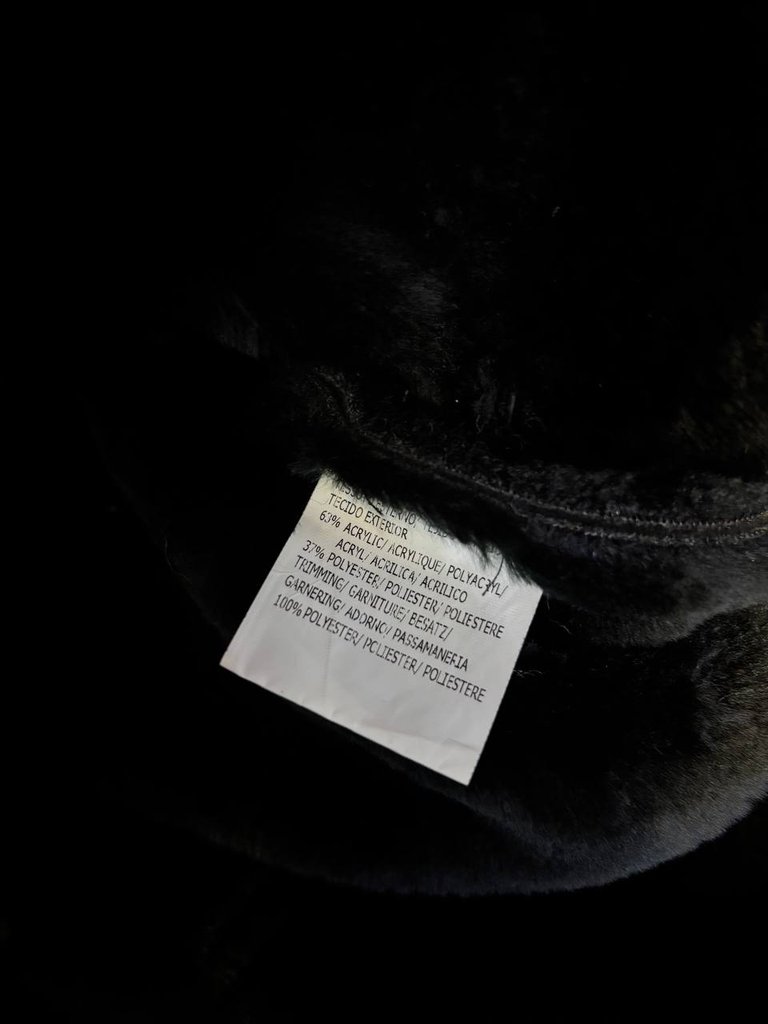 TECIDO EXTERIOR
63% ACRYLIC/ ACRYLIQUE/ POLYACRYL/
ACRYL/ ACRILICA/ ACRILICO
37% POLYESTER/ POLIESTER/ POLIESTERE
TRIMMING/ GARNITURE/ BESATZ/
GARNERING/ ADORNO/ PASSAMANERIA
100% POLYESTER/ POLIESTER/ POLIESTERE